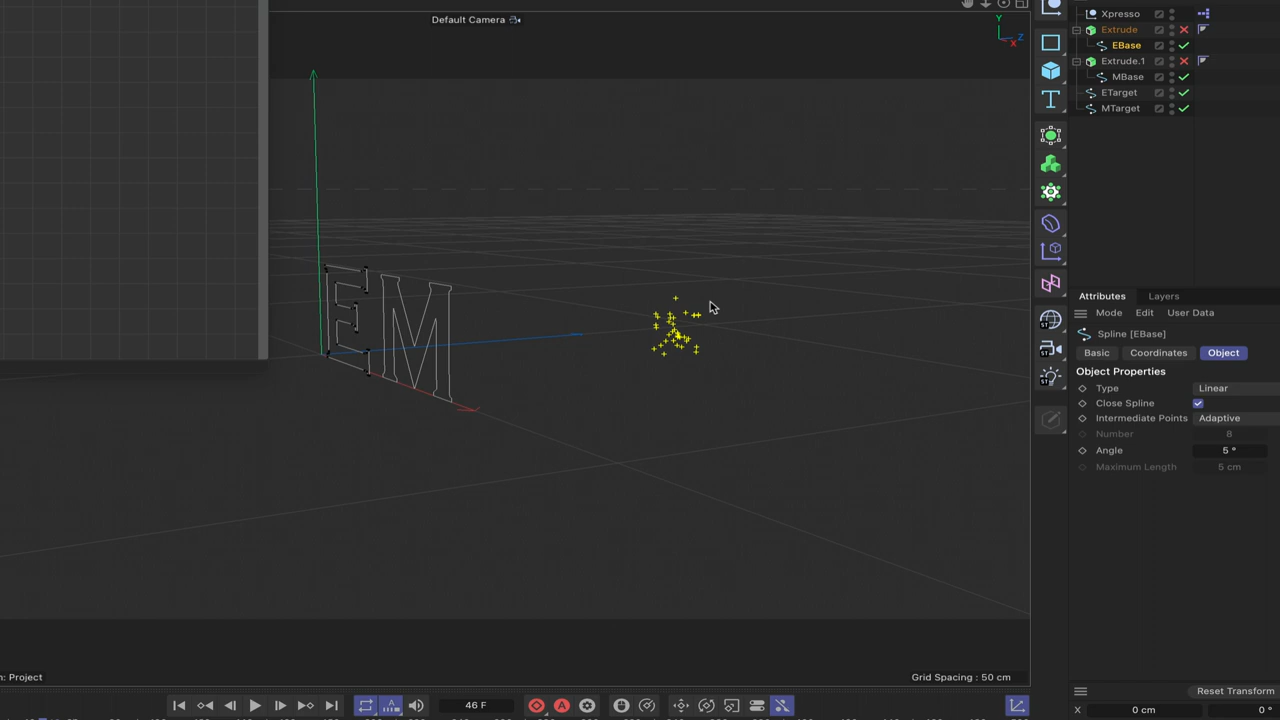 Default Camera
Y
Z
X
Xpresso
Extrude
EBase
Extrude.1
MBase
ETarget
MTarget
Attributes Layers
Mode Edit User Data
Spline [EBase]
Basic Coordinates Object
Object Properties
Type Linear
Close Spline
Intermediate Points Adaptive
Number 8
Angle 5 °
Maximum Length 5 cm
EM
: Project
Grid Spacing : 50 cm
46 F
Reset Transform
X 0 cm 0 °